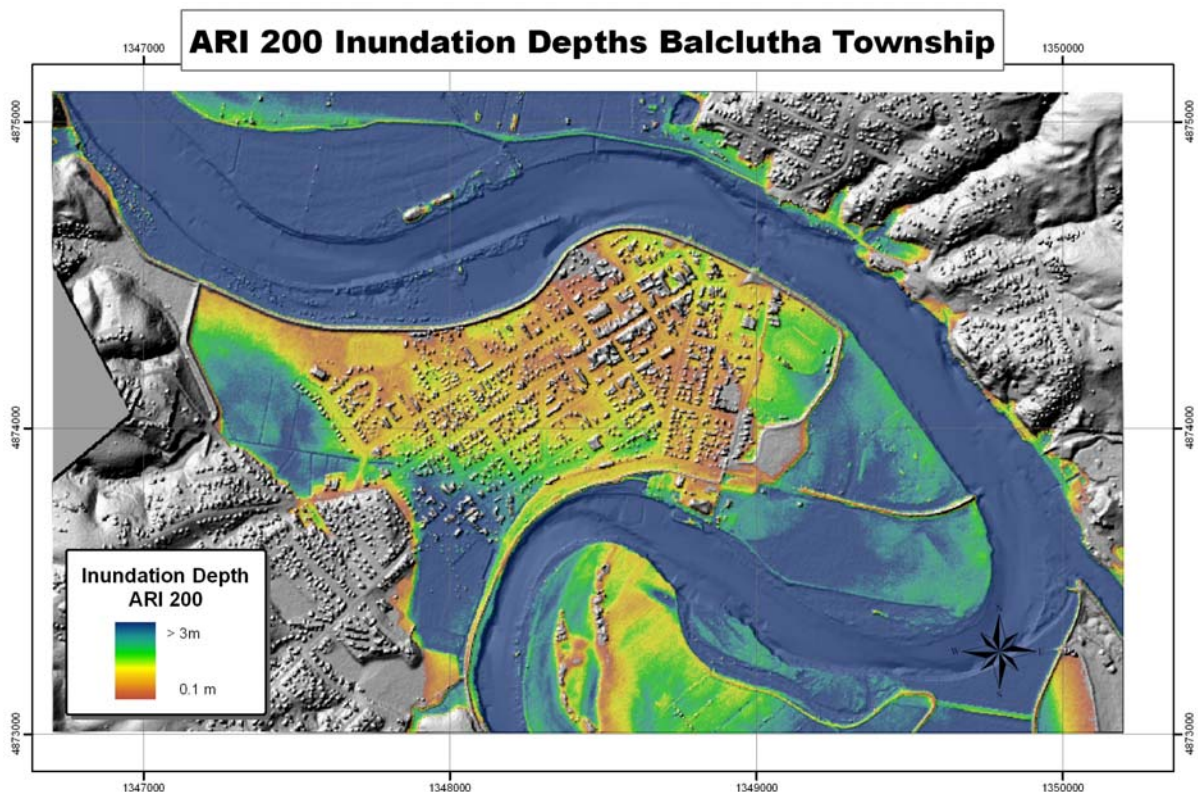 ARI 200 Inundation Depths Balclutha Township
1347000
1350000
4875000
4875000
4874000
4874000
Inundation Depth
ARI 200
> 3m
0.1 m
N
W
E
S
4873000
4873000
1347000
1348000
1349000
1350000